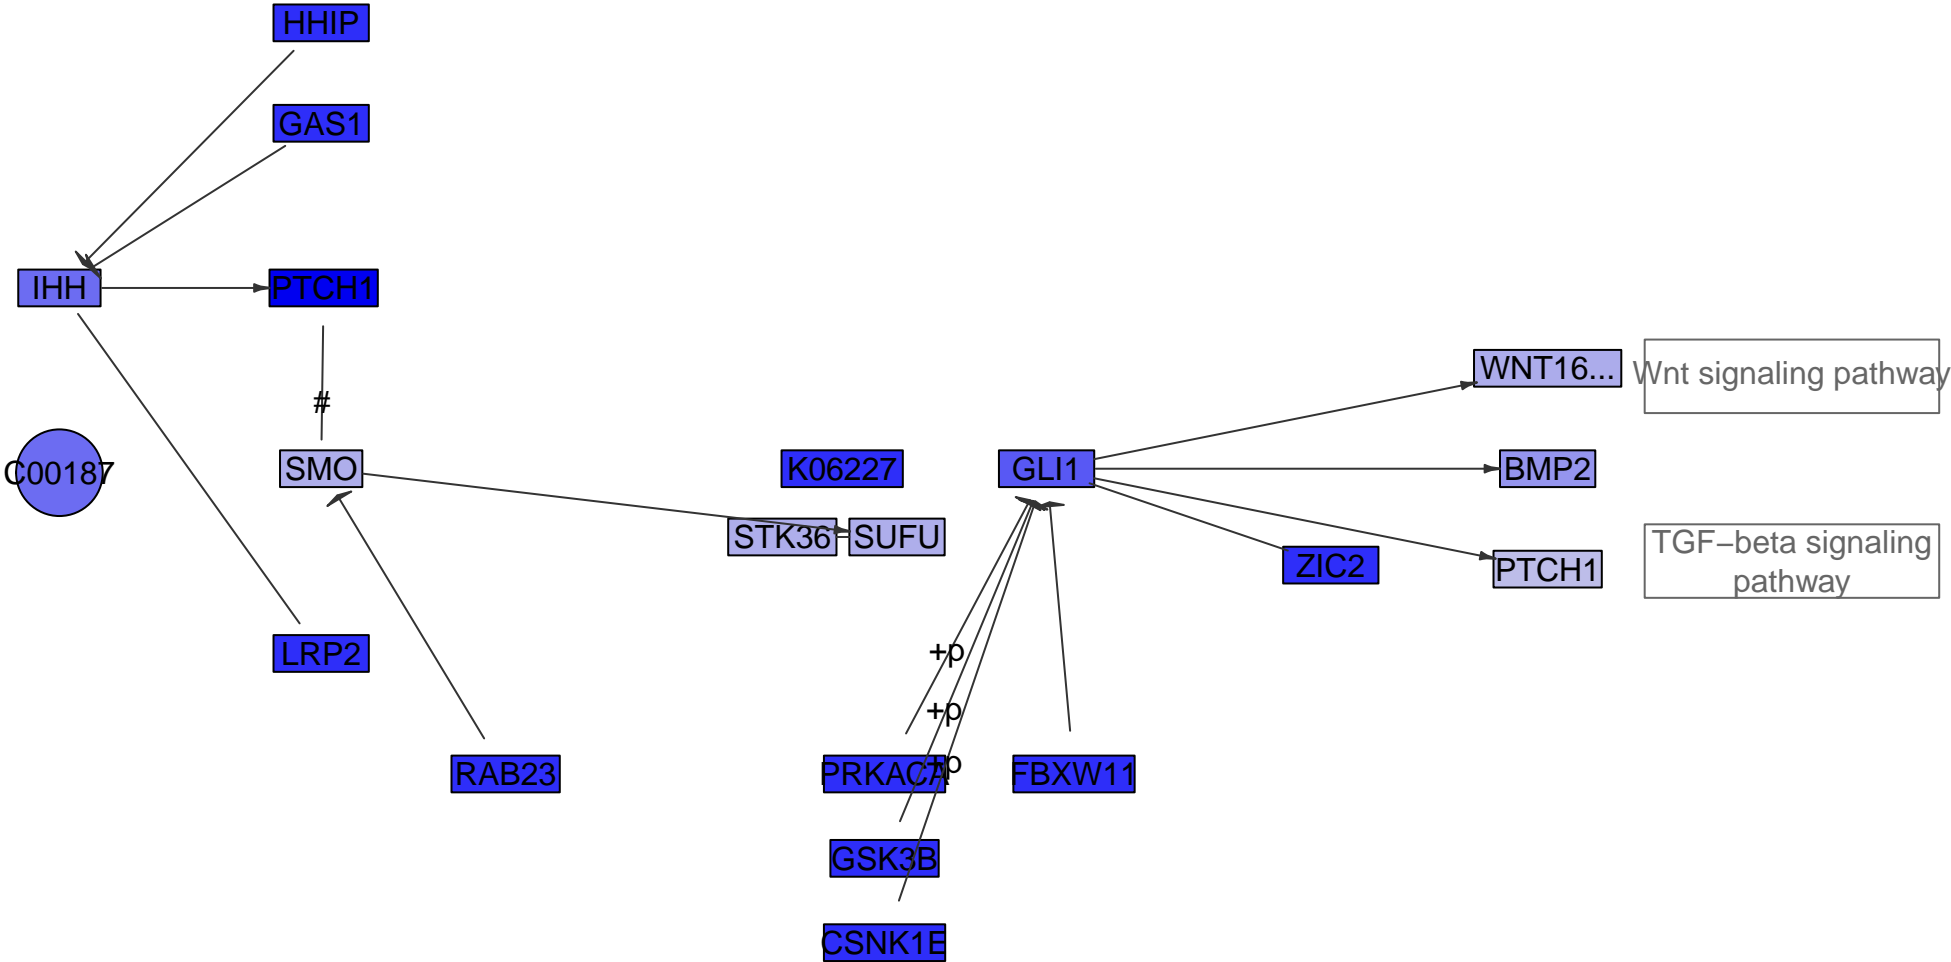 HHIP
GAS1
IHH
PTCH1
WNT16...
Wnt signaling pathway
#
C00187
SMO
K06227
GLI1
BMP2
STK36
SUFU
TGF−beta signaling
pathway
ZIC2
PTCH1
LRP2
+p
+p
+p
RAB23
PRKACA
FBXW11
GSK3B
CSNK1E